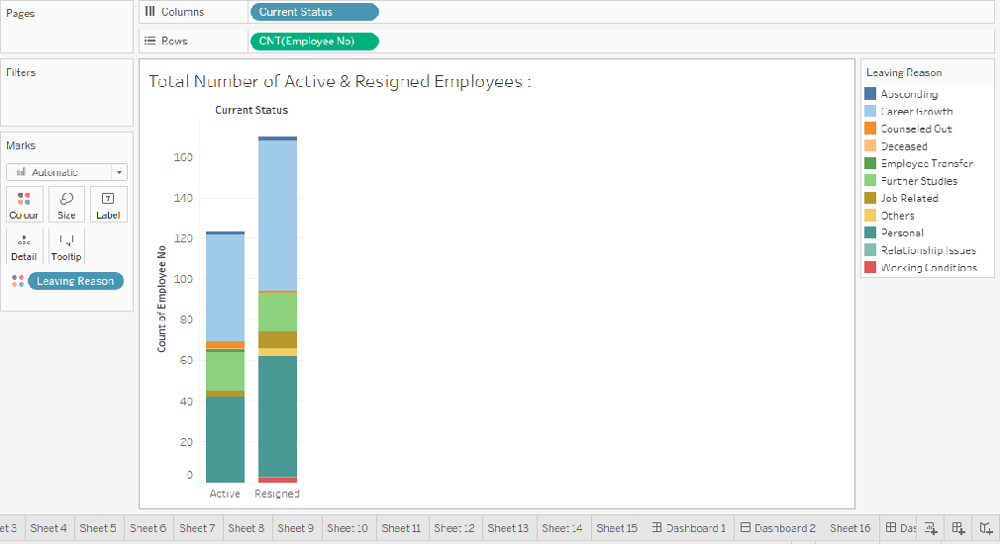 Pages
Columns
Current Status
Rows
CNT(Employee No)
Filters
Marks
Automatic
Colour
Size
Label
Detail
Tooltip
Leaving Reason
Total Number of Active & Resigned Employees :
Current Status
Count of Employee No
160
140
120
100
80
60
40
20
0
Active
Resigned
Leaving Reason
Absconding
Career Growth
Counseled Out
Deceased
Employee Transfer
Further Studies
Job Related
Others
Personal
Relationship Issues
Working Conditions
et 3
Sheet 4
Sheet 5
Sheet 6
Sheet 7
Sheet 8
Sheet 9
Sheet 10
Sheet 11
Sheet 12
Sheet 13
Sheet 14
Sheet 15
Dashboard 1
Dashboard 2
Sheet 16
Das